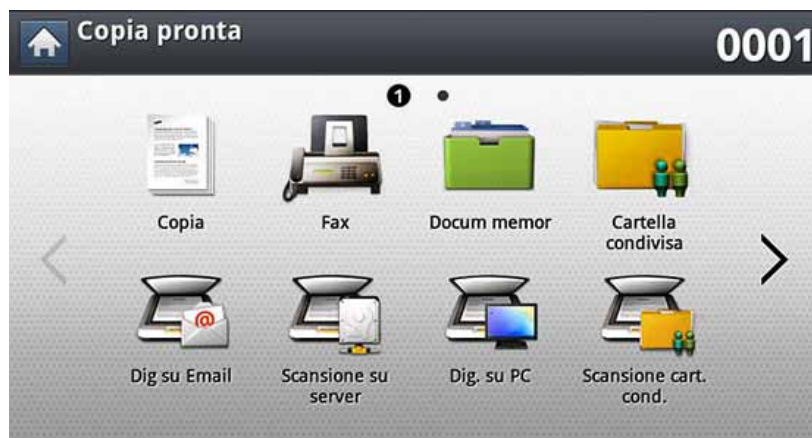 Copia pronta
0001
1
Copia
Fax
Docum memor
Cartella
condivisa
@
Dig su Email
Scansione su
server
Dig. su PC
Scansione cart.
cond.